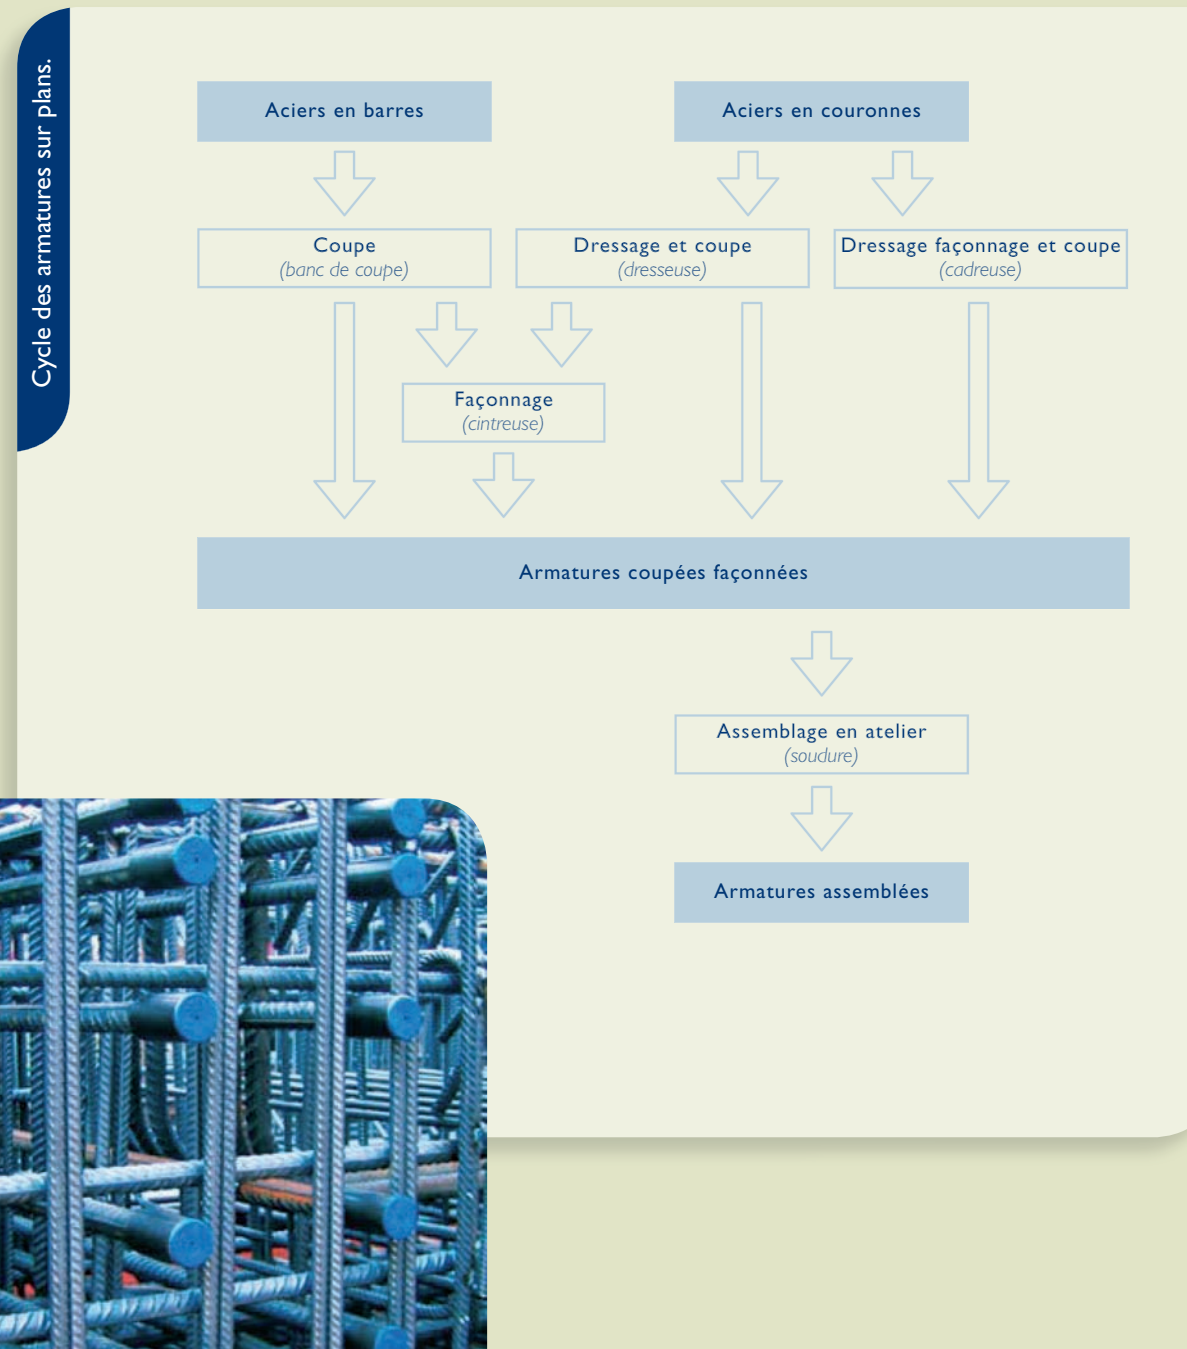 Cycle des armatures sur plans.
Aciers en barres
Aciers en couronnes
Coupe
(banc de coupe)
Dressage et coupe
(dresseuse)
Dressage façonnage et coupe
(cadreuse)
Façonnage
(cintreuse)
Armatures coupées façonnées
Assemblage en atelier
(soudure)
Armatures assemblées